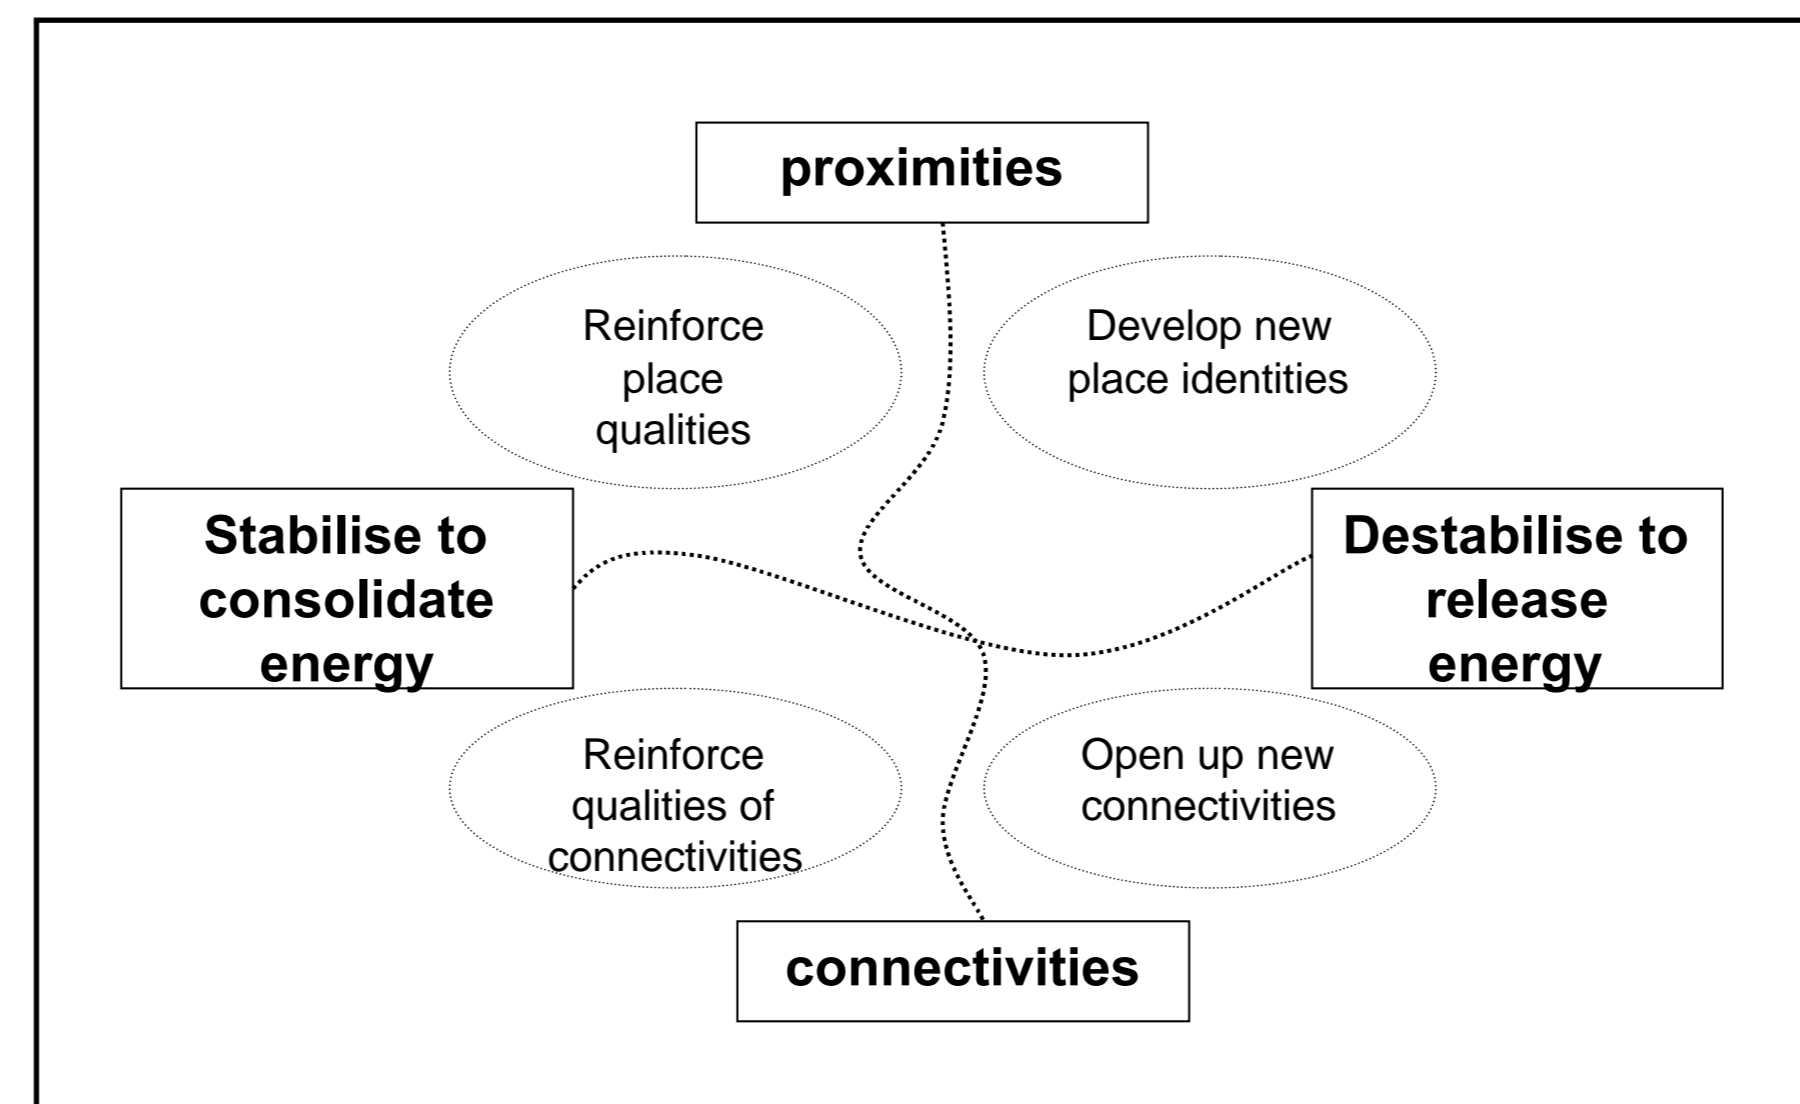 proximities
Reinforce
place
qualities
Develop new
place identities
Stabilise to
consolidate
energy
Destabilise to
release
energy
Reinforce
qualities of
connectivities
Open up new
connectivities
connectivities